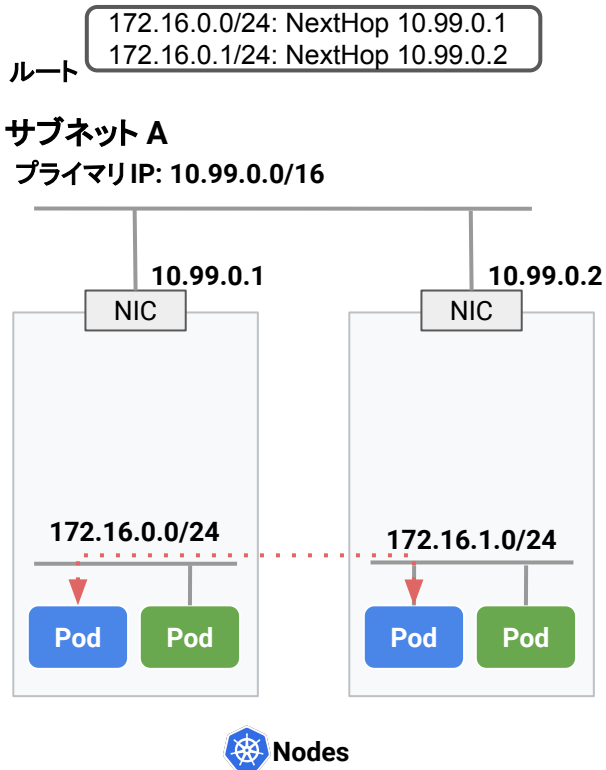 172.16.0.0/24: NextHop 10.99.0.1
172.16.0.1/24: NextHop 10.99.0.2
ルート
サブネット A
プライマリ IP: 10.99.0.0/16
10.99.0.1
10.99.0.2
NIC
NIC
172.16.0.0/24
172.16.1.0/24
Pod
Pod
Pod
Pod
Nodes